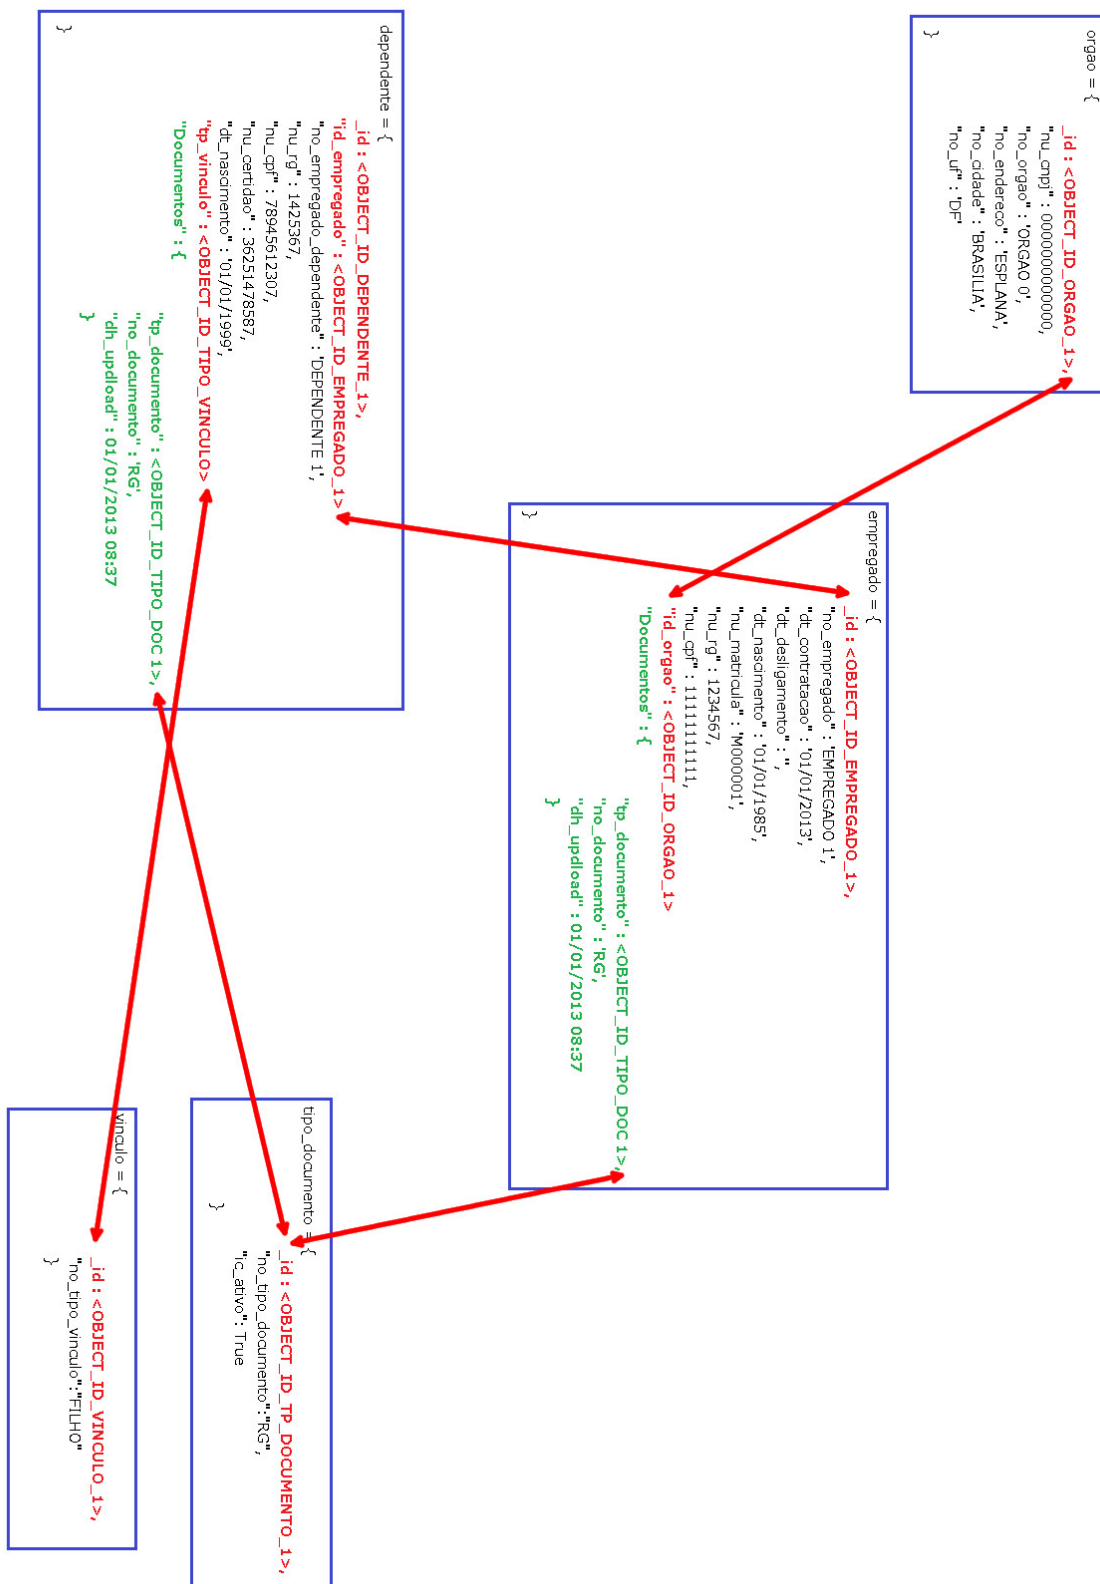 orgao = {
_id : <OBJECT_ID_ORGAO_1>,
"nu_cnpj" : 00000000000000,
"no_orgao" : 'ORGAO 0',
"no_endereco" : 'ESPLANA',
"no_cidade" : 'BRASILIA',
"no_uf" : 'DF'
}
empregado = {
_id : <OBJECT_ID_EMPREGADO_1>,
"no_empregado" : 'EMPREGADO 1',
"dt_contratacao" : '01/01/2013',
"dt_desligamento" : '',
"dt_nascimento" : '01/01/1985',
"nu_matricula" : 'M000001',
"nu_rg" : 1234567,
"nu_cpf" : 11111111111,
"id_orgao" : <OBJECT_ID_ORGAO_1>
"Documentos" : {
"tp_documento" : <OBJECT_ID_TIPO_DOC 1>,
"no_documento" : 'RG',
"dh_updload" : 01/01/2013 08:37
}
}
dependente = {
_id : <OBJECT_ID_DEPENDENTE_1>,
"id_empregado" : <OBJECT_ID_EMPREGADO_1>
"no_empregado_dependente" : 'DEPENDENTE 1',
"nu_rg" : 1425367,
"nu_cpf" : 78945612307,
"nu_certidao" : 36251478587,
"dt_nascimento" : '01/01/1999',
"tp_vinculo" : <OBJECT_ID_TIPO_VINCULO>
"Documentos" : {
"tp_documento" : <OBJECT_ID_TIPO_DOC 1>,
"no_documento" : 'RG',
"dh_updload" : 01/01/2013 08:37
}
}
tipo_documento = {
_id : <OBJECT_ID_TP_DOCUMENTO_1>,
"no_tipo_documento":"RG",
"ic_ativo": True
}
vinculo = {
_id : <OBJECT_ID_VINCULO_1>,
"no_tipo_vinculo":"FILHO"
}